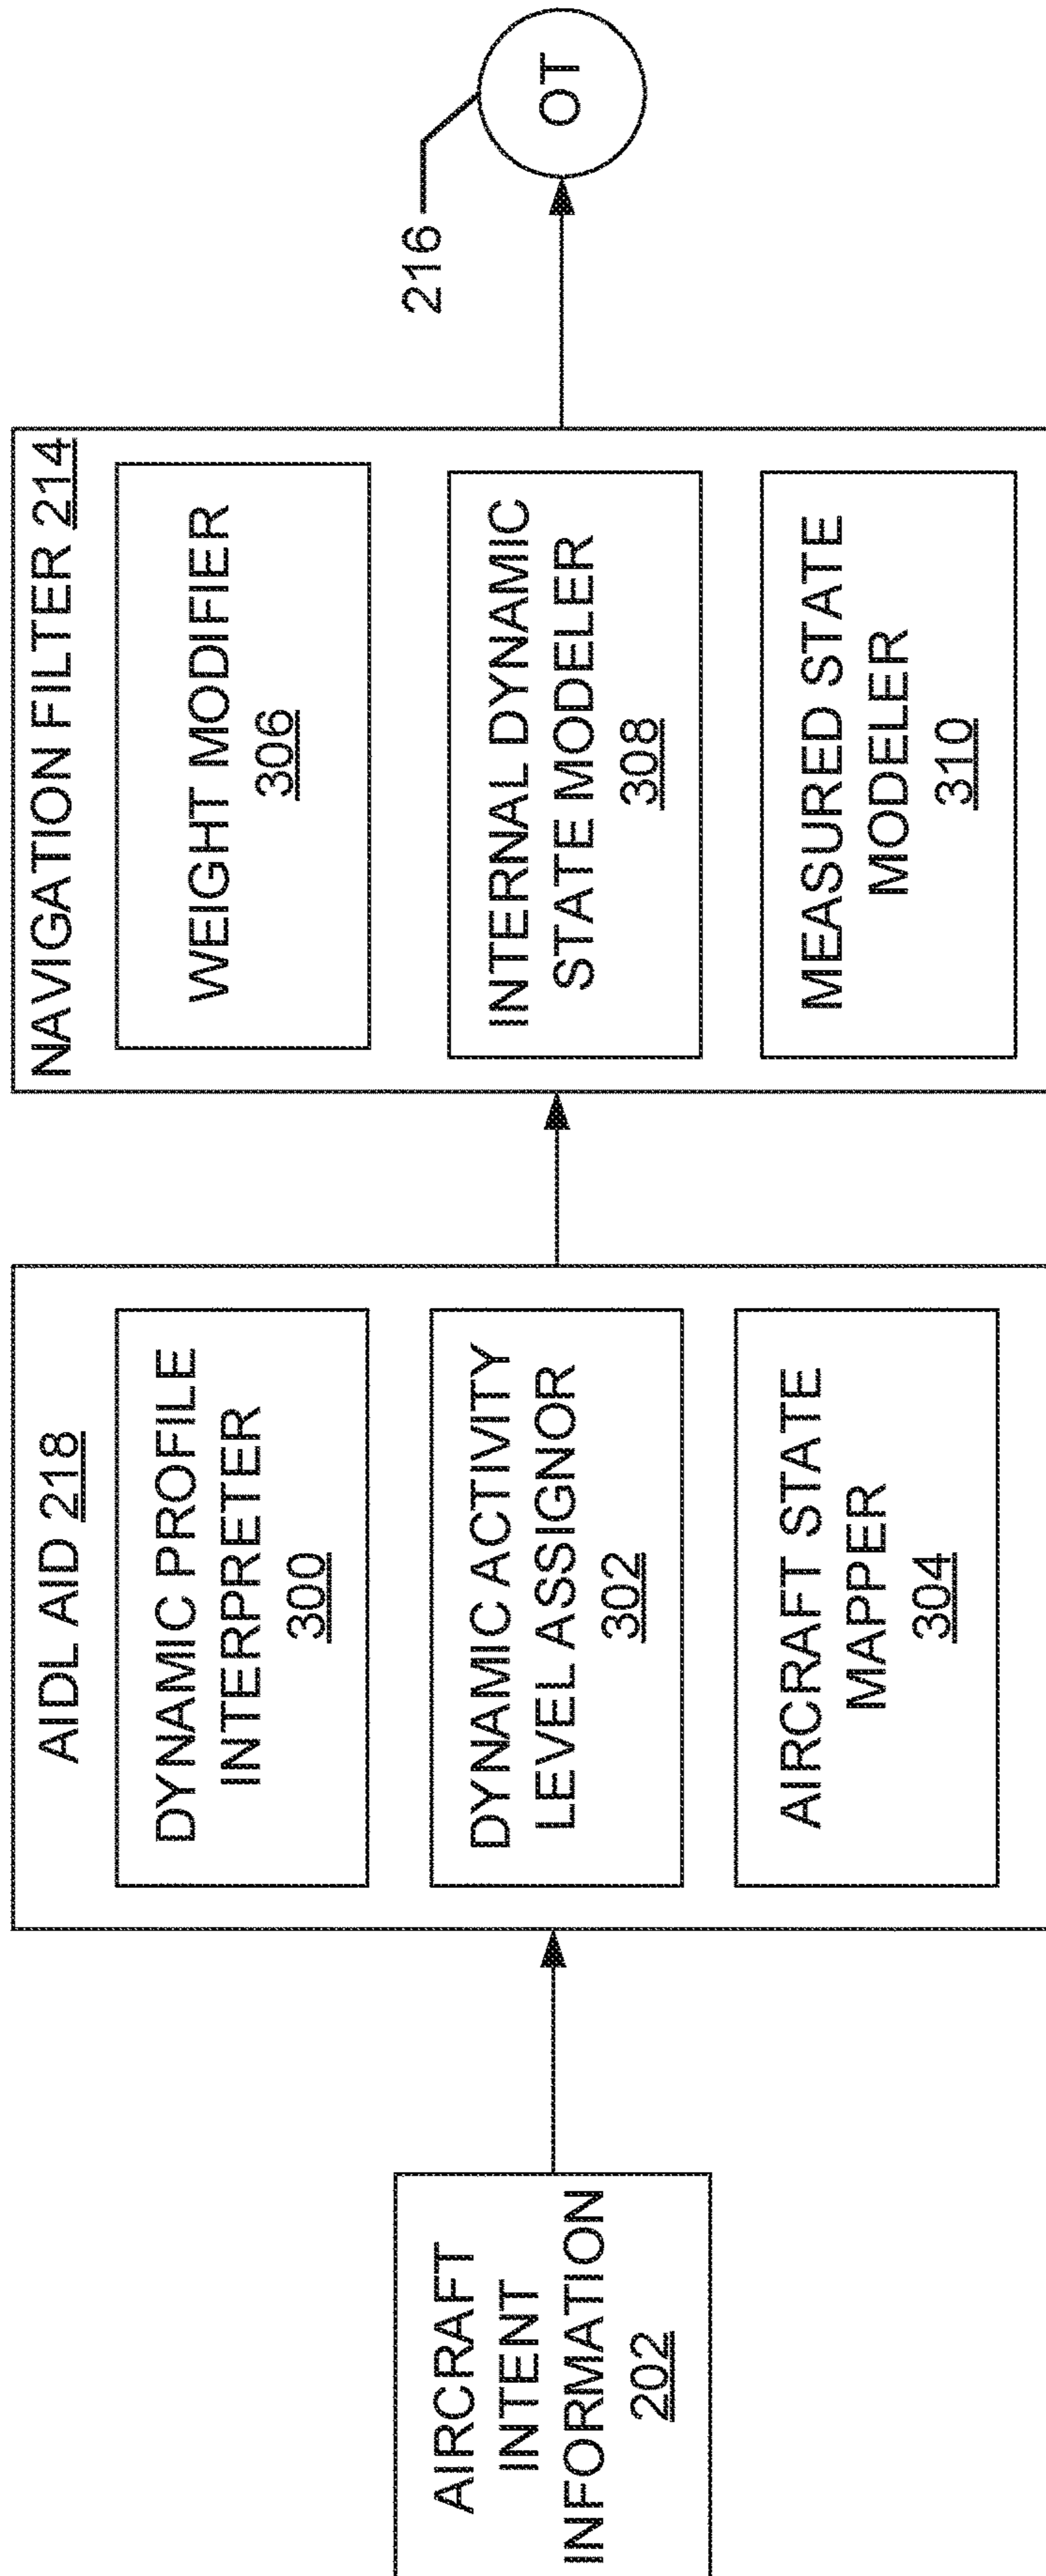 AIRCRAFT
INTENT
INFORMATION
202
AIDL AID 218
DYNAMIC PROFILE
INTERPRETER
300
DYNAMIC ACTIVITY
LEVEL ASSIGNOR
302
AIRCRAFT STATE
MAPPER
304
NAVIGATION FILTER 214
WEIGHT MODIFIER
306
INTERNAL DYNAMIC
STATE MODELER
308
MEASURED STATE
MODELER
310
216
OT